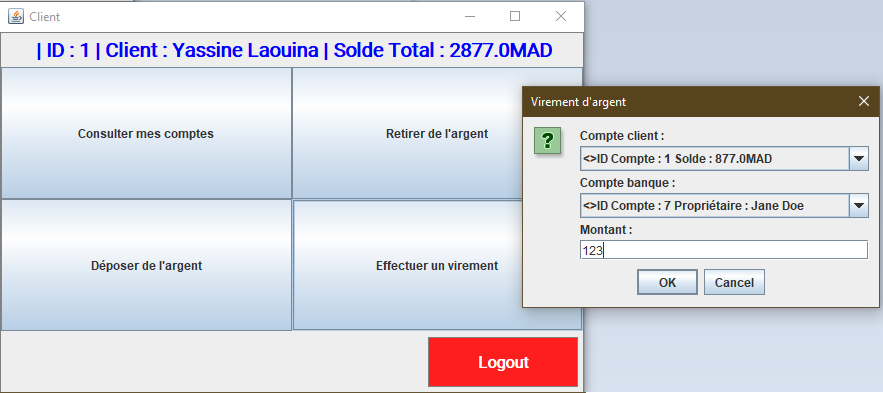 Client
| ID : 1 | Client : Yassine Laouina | Solde Total : 2877.0MAD
Consulter mes comptes
Retirer de l'argent
Déposer de l'argent
Effectuer un virement
Logout
Virement d'argent
?
Compte client :
<>ID Compte : 1 Solde : 877.0MAD
Compte banque :
<>ID Compte : 7 Propriétaire : Jane Doe
Montant :
123
OK
Cancel